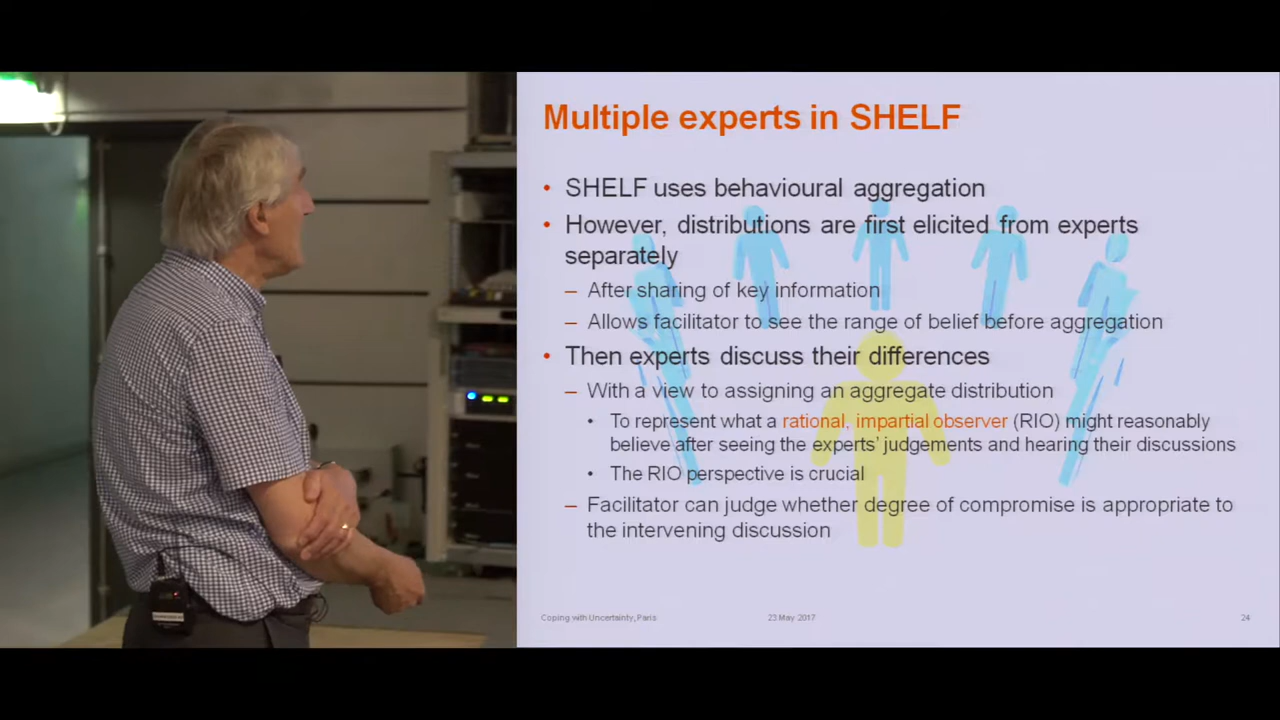 Multiple experts in SHELF
• SHELF uses behavioural aggregation
• However, distributions are first elicited from experts
separately
– After sharing of key information
– Allows facilitator to see the range of belief before aggregation
• Then experts discuss their differences
– With a view to assigning an aggregate distribution
• To represent what a rational, impartial observer (RIO) might reasonably
believe after seeing the experts' judgements and hearing their discussions
• The RIO perspective is crucial
– Facilitator can judge whether degree of compromise is appropriate to
the intervening discussion
Coping with Uncertainty, Paris
23 May 2017
24